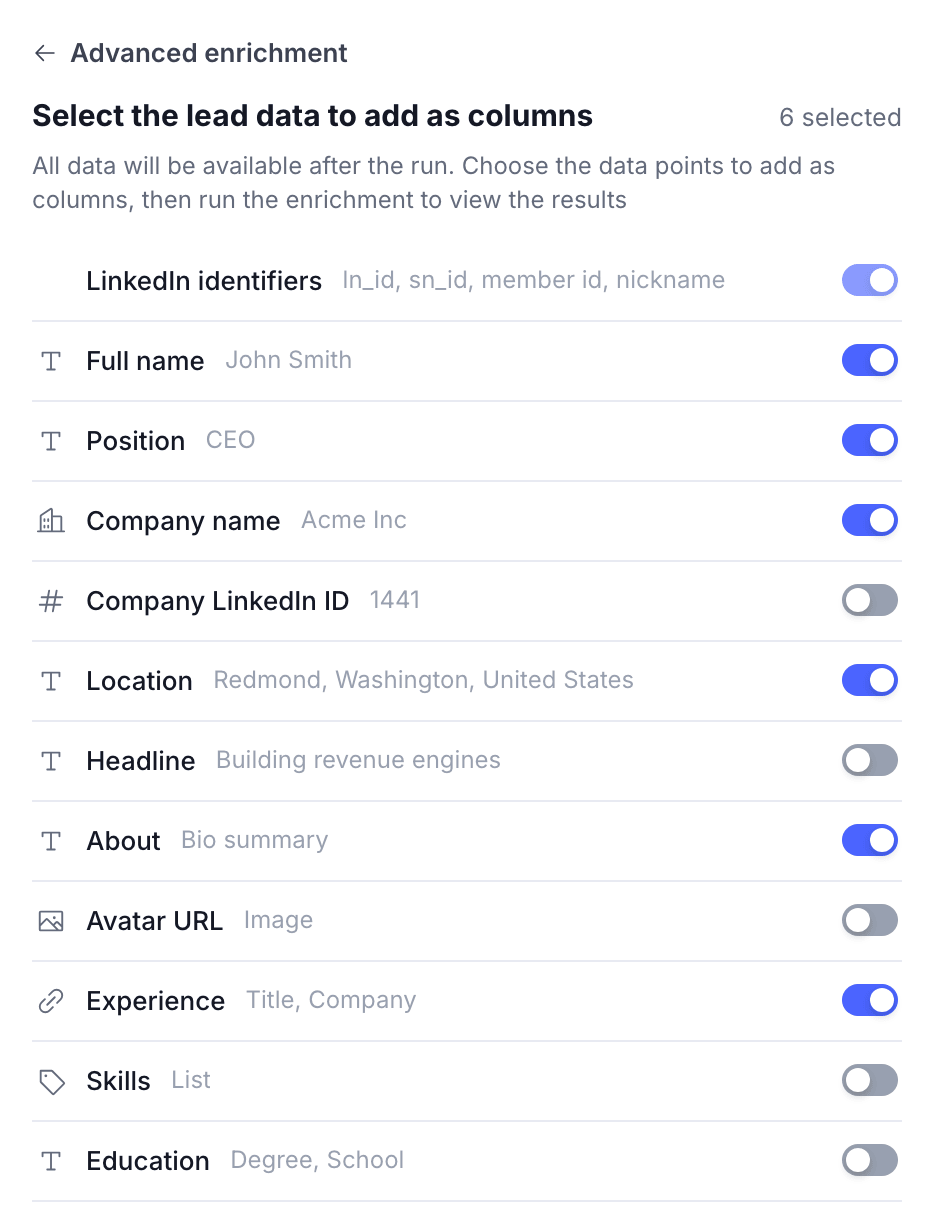 Advanced enrichment
Select the lead data to add as columns 6 selected
All data will be available after the run. Choose the data points to add as
columns, then run the enrichment to view the results
LinkedIn identifiers ln_id, sn_id, member id, nickname
Full name John Smith
Position CEO
Company name Acme Inc
Company LinkedIn ID 1441
Location Redmond, Washington, United States
Headline Building revenue engines
About Bio summary
Avatar URL Image
Experience Title, Company
Skills List
Education Degree, School